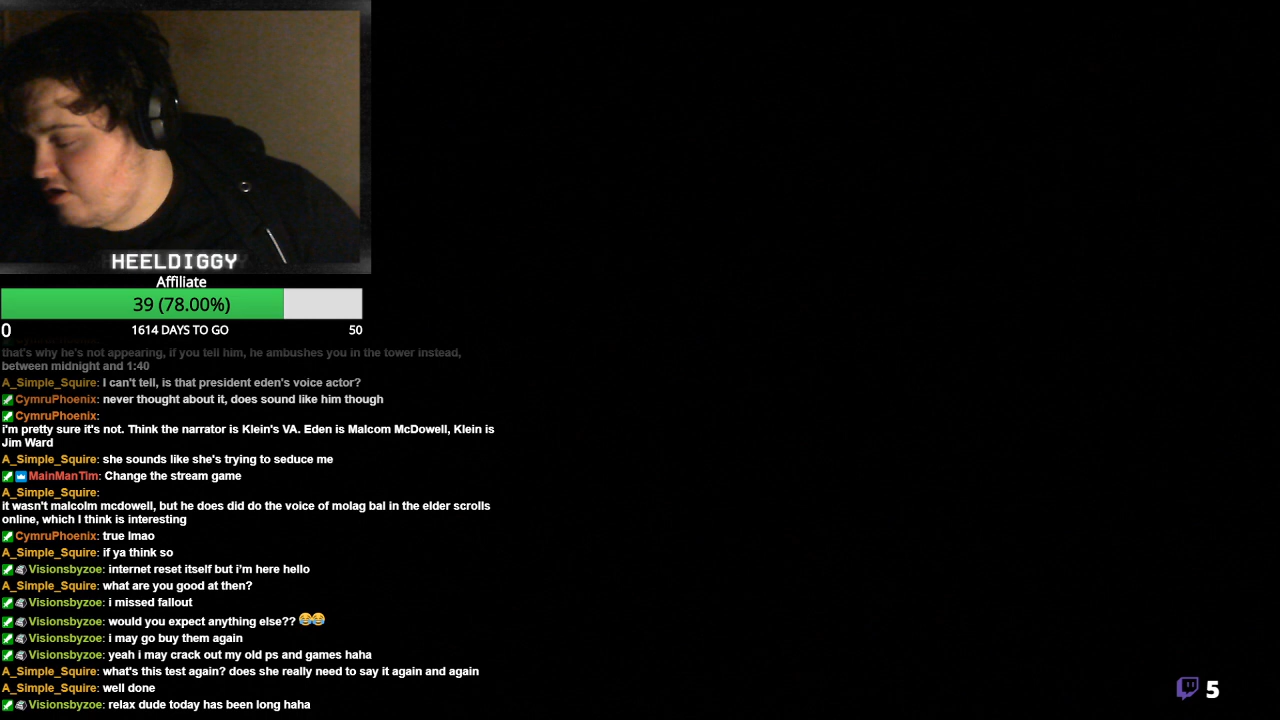 HEELDIGGY
Affiliate
39 (78.00%)
0 1614 DAYS TO GO 50
that's why he's not appearing, if you tell him, he ambushes you in the tower instead,
between midnight and 1:40
A_Simple_Squire: I can't tell, is that president eden's voice actor?
CymruPhoenix: never thought about it, does sound like him though
CymruPhoenix:
i'm pretty sure it's not. Think the narrator is Klein's VA. Eden is Malcom McDowell, Klein is
Jim Ward
A_Simple_Squire: she sounds like she's trying to seduce me
MainManTim: Change the stream game
A_Simple_Squire:
it wasn't malcolm mcdowell, but he does did do the voice of molag bal in the elder scrolls
online, which I think is interesting
CymruPhoenix: true lmao
A_Simple_Squire: if ya think so
Visionsbyzoe: internet reset itself but i'm here hello
A_Simple_Squire: what are you good at then?
Visionsbyzoe: i missed fallout
Visionsbyzoe: would you expect anything else?? 😂😂
Visionsbyzoe: i may go buy them again
Visionsbyzoe: yeah i may crack out my old ps and games haha
A_Simple_Squire: what's this test again? does she really need to say it again and again
A_Simple_Squire: well done
Visionsbyzoe: relax dude today has been long haha
5